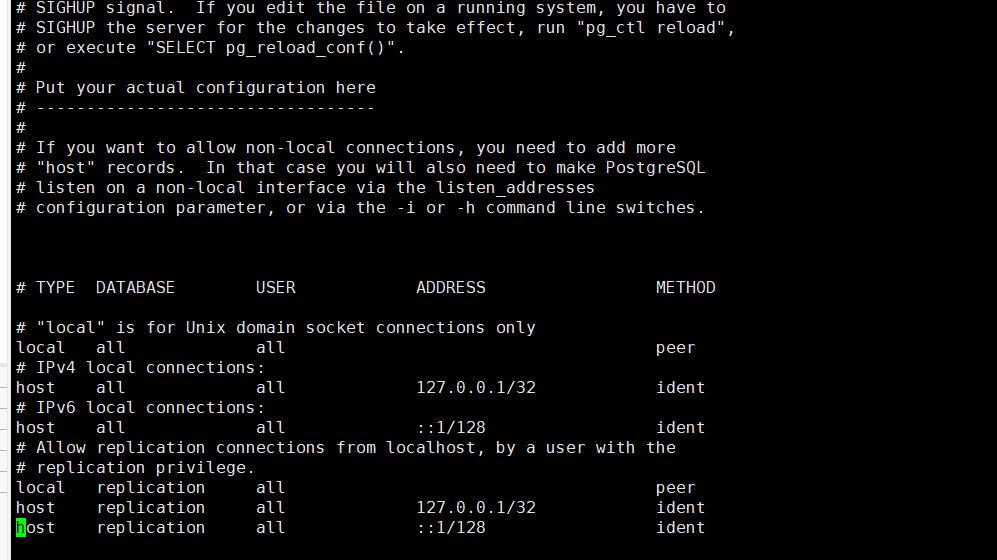 # SIGHUP signal.  If you edit the file on a running system, you have to
# SIGHUP the server for the changes to take effect, run "pg_ctl reload",
# or execute "SELECT pg_reload_conf()".
#
# Put your actual configuration here
# ----------------------------------
#
# If you want to allow non-local connections, you need to add more
# "host" records.  In that case you will also need to make PostgreSQL
# listen on a non-local interface via the listen_addresses
# configuration parameter, or via the -i or -h command line switches.
# TYPE  DATABASE        USER            ADDRESS                 METHOD
# "local" is for Unix domain socket connections only
local   all             all                                     peer
# IPv4 local connections:
host    all             all             127.0.0.1/32            ident
# IPv6 local connections:
host    all             all             ::1/128                 ident
# Allow replication connections from localhost, by a user with the
# replication privilege.
local   replication     all                                     peer
host    replication     all             127.0.0.1/32            ident
host    replication     all             ::1/128                 ident